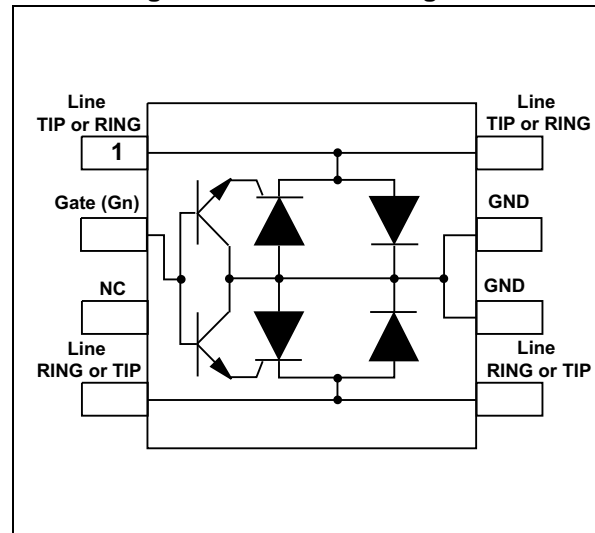 Line
TIP or RING
1
Line
TIP or RING
Gate (Gn)
GND
NC
GND
Line
RING or TIP
Line
RING or TIP